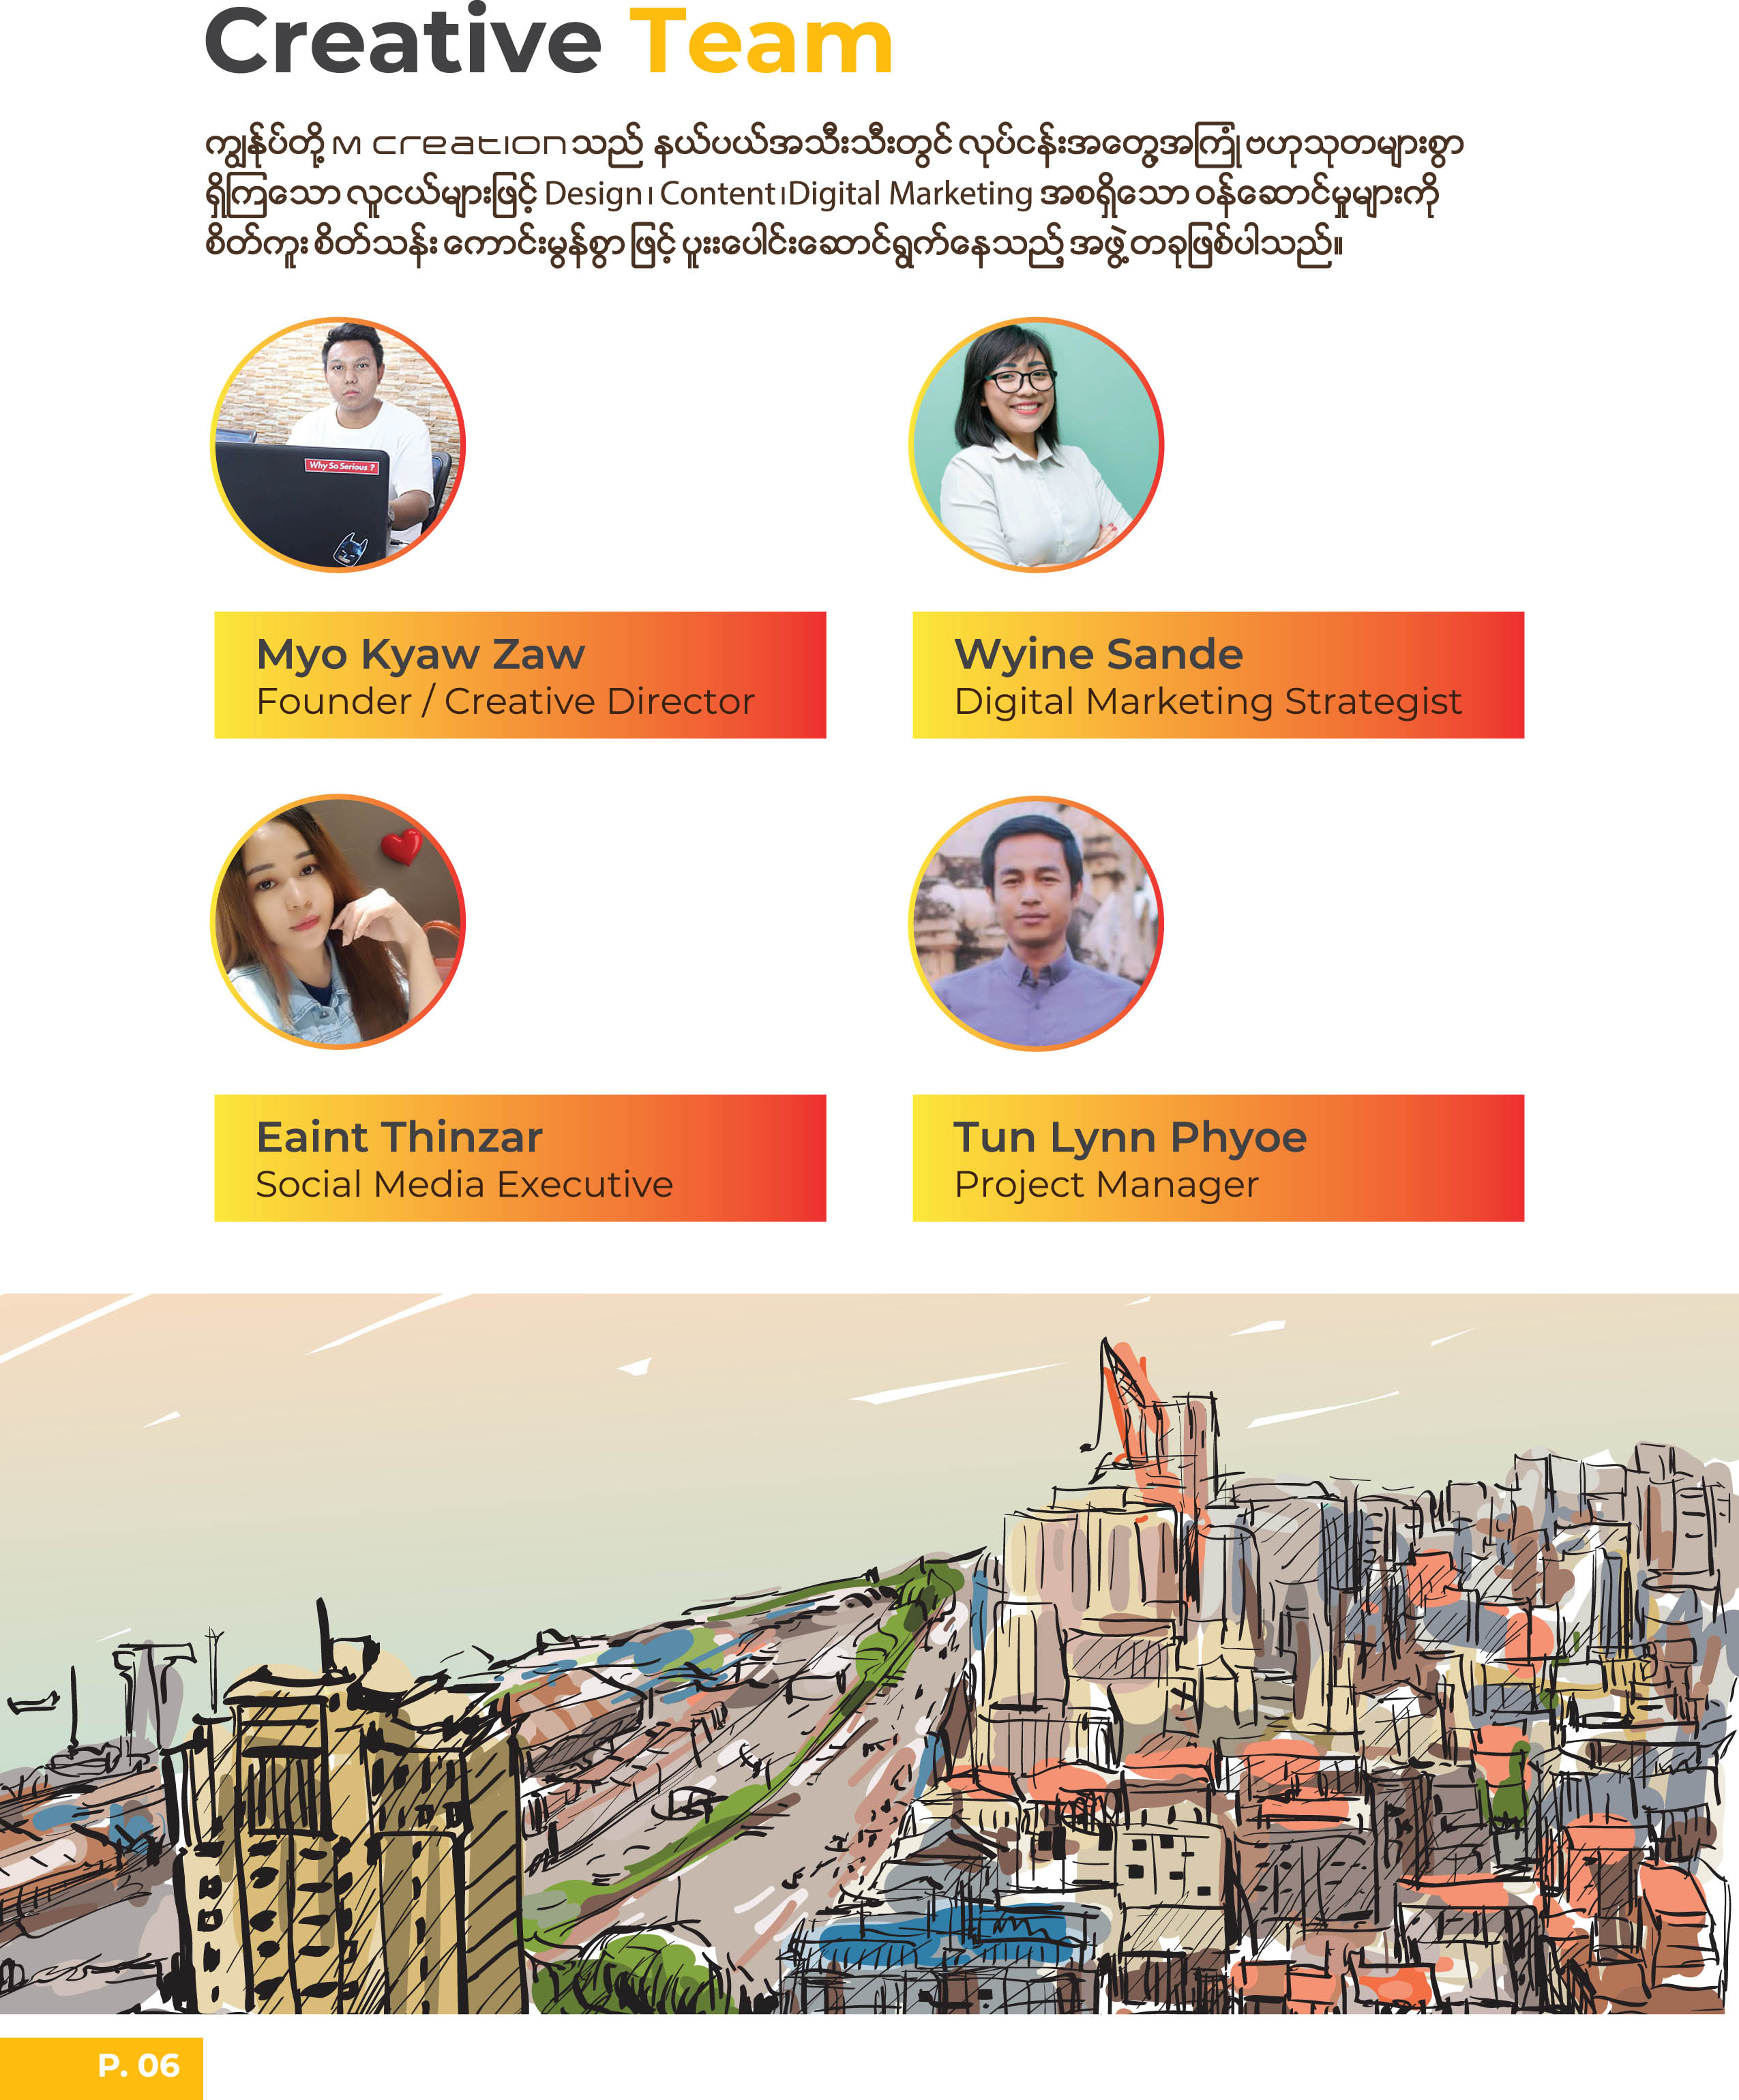 Creative Team
ကျွန်ုပ်တို့ M creation သည် နယ်ပယ်အသီးသီးတွင် လုပ်ငန်းအတွေ့အကြုံ ဗဟုသုတများစွာ
ရှိကြသော လူငယ်များဖြင့် Design၊ Content၊Digital Marketing အစရှိသော ဝန်ဆောင်မှုများကို
စိတ်ကူး စိတ်သန်း ကောင်းမွန်စွာ ဖြင့် ပူးးပေါင်းဆောင်ရွက်နေသည့် အဖွဲ့ တခုဖြစ်ပါသည်။
Why So Serious ?
Myo Kyaw Zaw
Founder / Creative Director
Wyine Sande
Digital Marketing Strategist
Eaint Thinzar
Social Media Executive
Tun Lynn Phyoe
Project Manager
P. 06